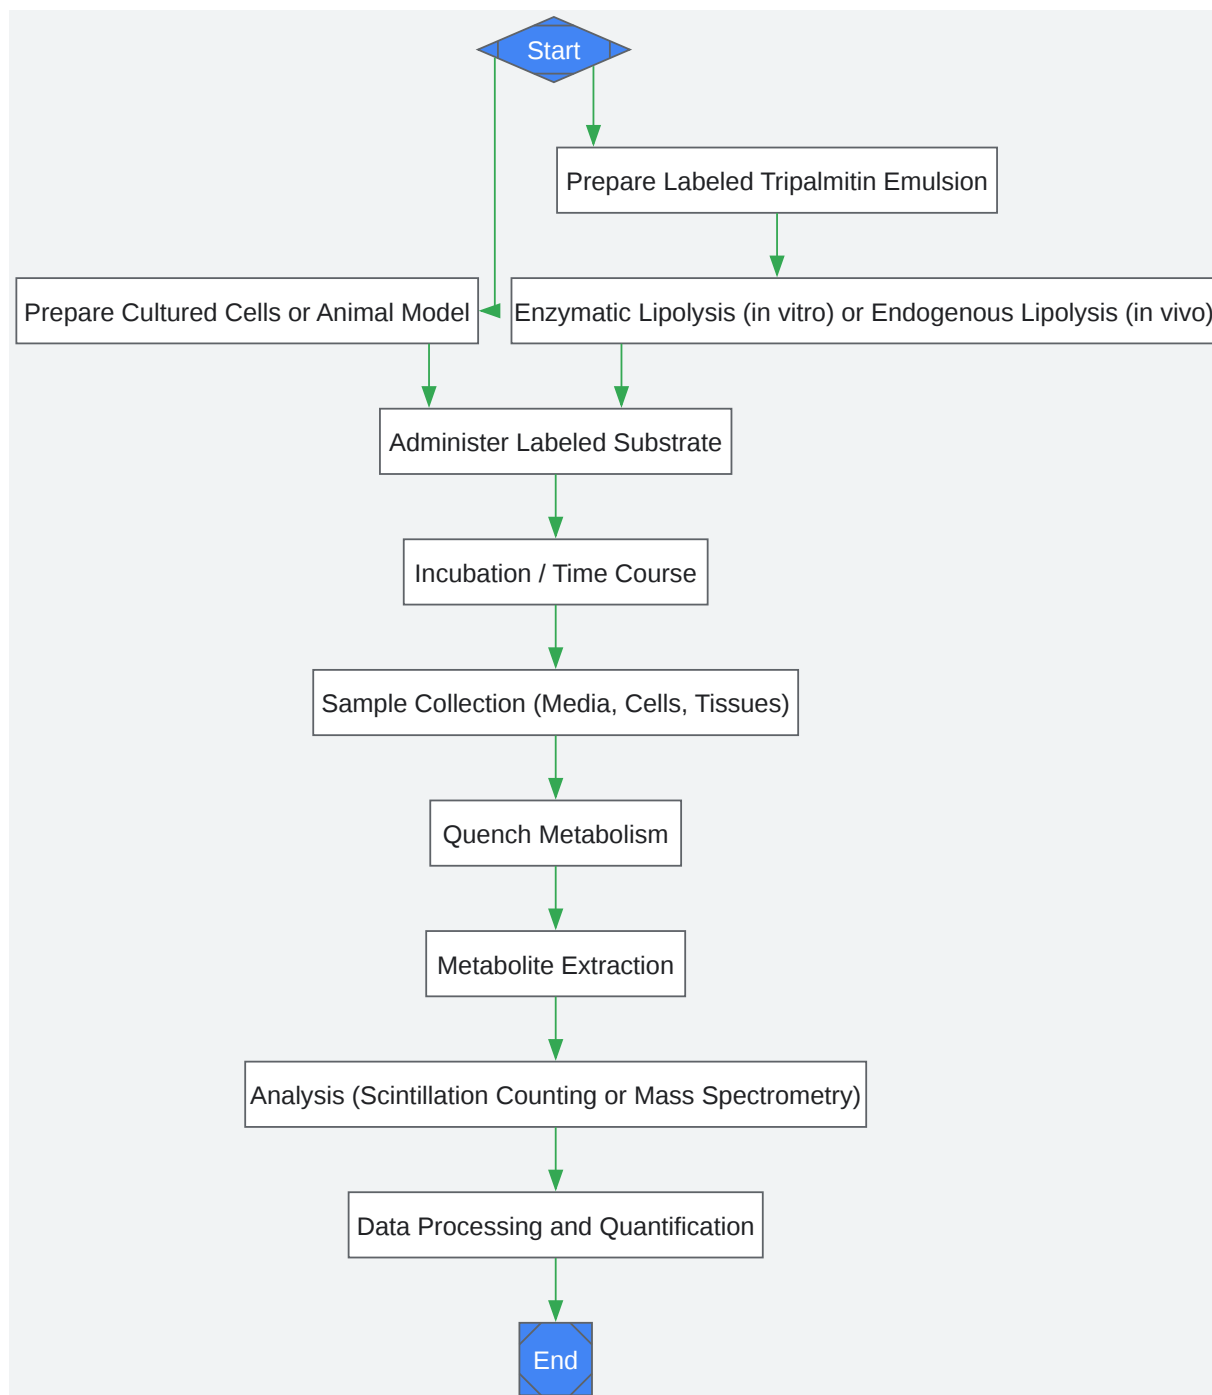 Start
Prepare Labeled Tripalmitin Emulsion
Prepare Cultured Cells or Animal Model
Enzymatic Lipolysis (in vitro) or Endogenous Lipolysis (in vivo)
Administer Labeled Substrate
Incubation / Time Course
Sample Collection (Media, Cells, Tissues)
Quench Metabolism
Metabolite Extraction
Analysis (Scintillation Counting or Mass Spectrometry)
Data Processing and Quantification
End